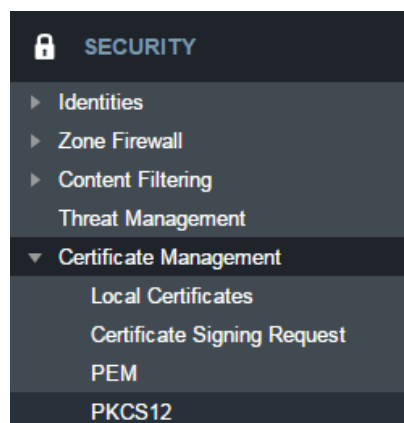 SECURITY
Identities
Zone Firewall
Content Filtering
Threat Management
Certificate Management
Local Certificates
Certificate Signing Request
PEM
PKCS12